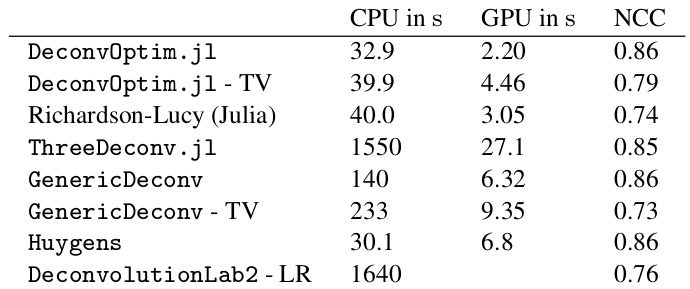 CPU in s GPU in s NCC
DeconvOptim.jl 32.9 2.20 0.86
DeconvOptim.jl - TV 39.9 4.46 0.79
Richardson-Lucy (Julia) 40.0 3.05 0.74
ThreeDeconv.jl 1550 27.1 0.85
GenericDeconv 140 6.32 0.86
GenericDeconv - TV 233 9.35 0.73
Huygens 30.1 6.8 0.86
DeconvolutionLab2 - LR 1640 0.76